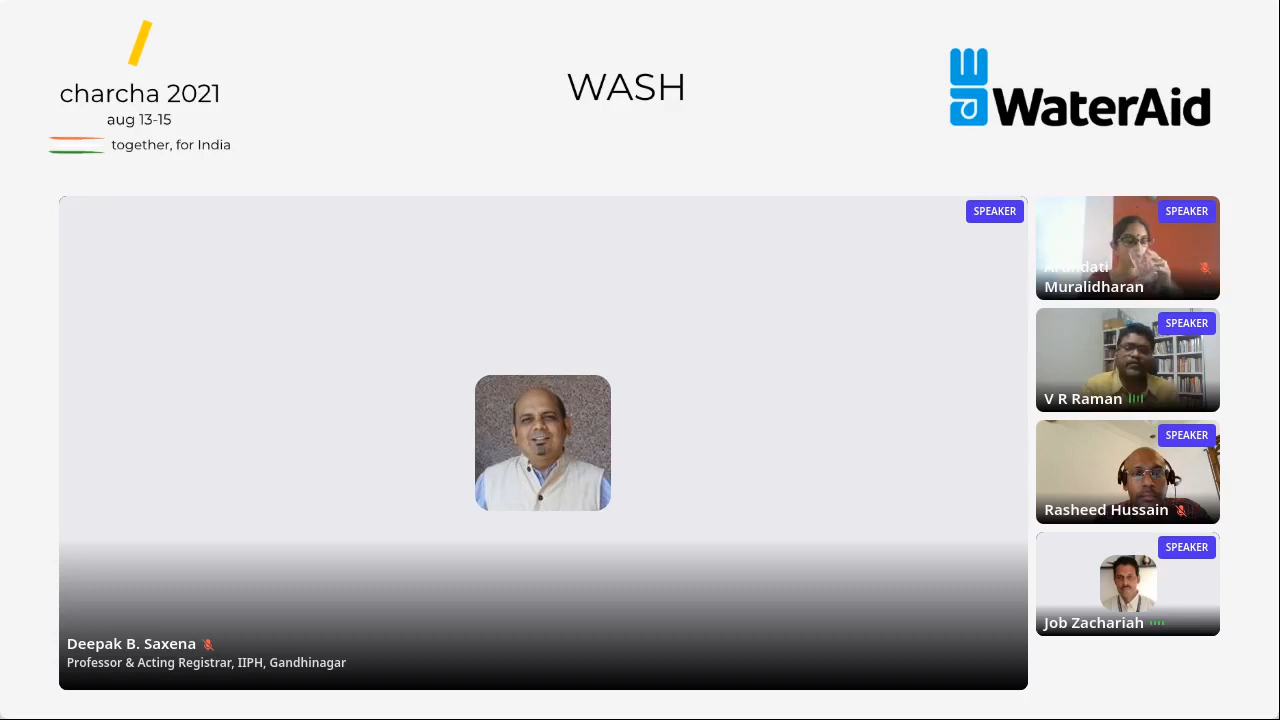 charcha 2021
aug 13-15
together, for India
WASH
WaterAid
SPEAKER
Deepak B. Saxena
Professor & Acting Registrar, IIPH, Gandhinagar
SPEAKER
Arundati
Muralidharan
SPEAKER
V R Raman
SPEAKER
Rasheed Hussain
SPEAKER
Job Zachariah